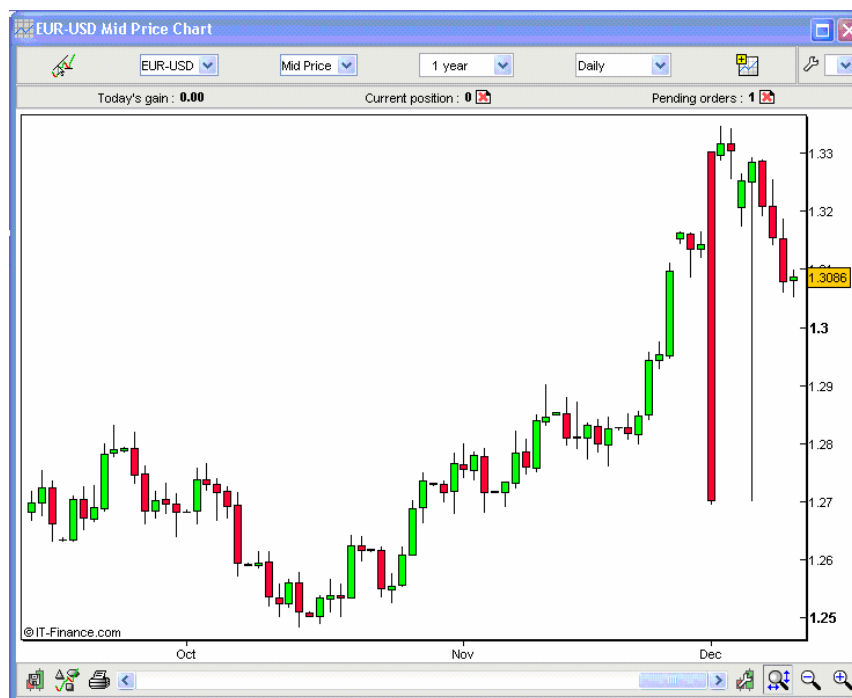 EUR-USD Mid Price Chart
EUR-USD Mid Price 1 year Daily
Today's gain : 0.00 Current position : 0 Pending orders : 1
1.33
1.32
1.31
1.3086
1.3
1.29
1.28
1.27
1.26
1.25
© IT-Finance.com
Oct Nov Dec